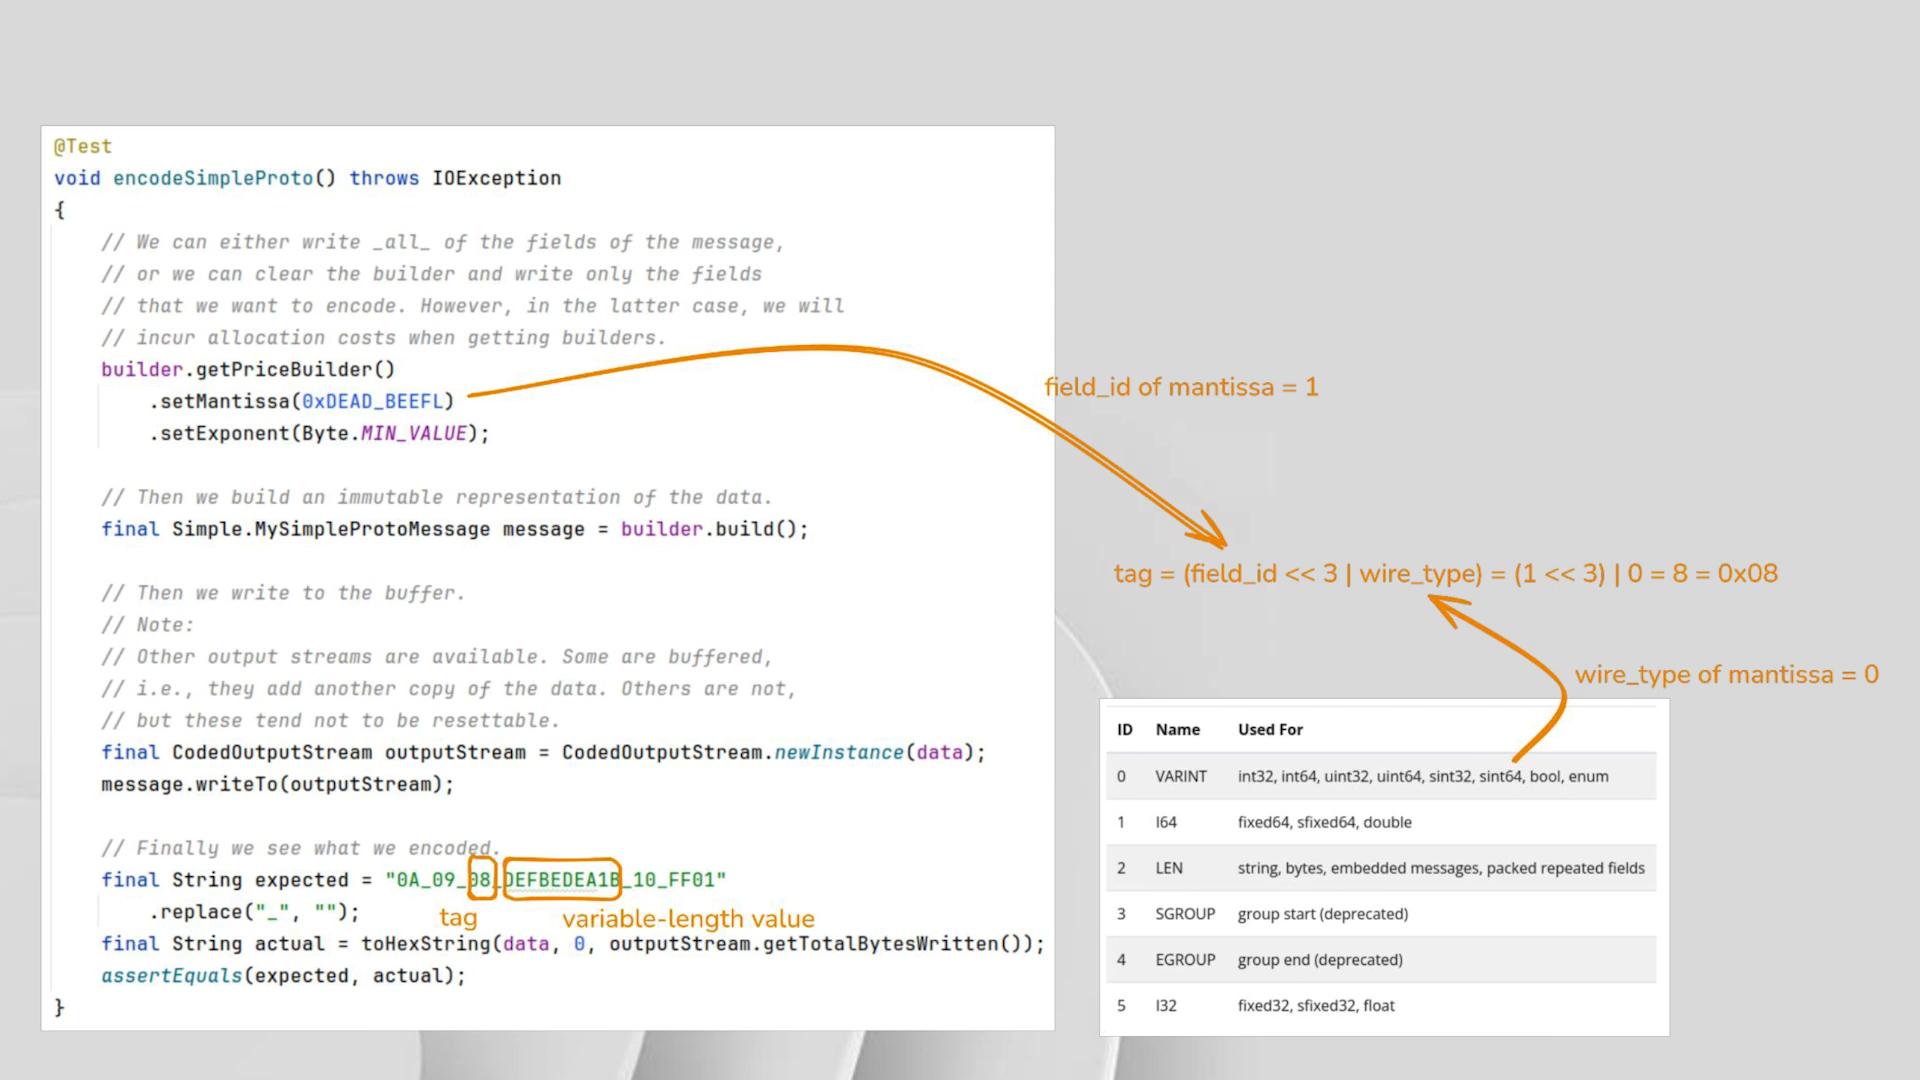 @Test
void encodeSimpleProto() throws IOException
{
// We can either write _all_ of the fields of the message,
// or we can clear the builder and write only the fields
// that we want to encode. However, in the latter case, we will
// incur allocation costs when getting builders.
builder.getPriceBuilder()
.setMantissa(0xDEAD_BEEFL)
.setExponent(Byte.MIN_VALUE);
// Then we build an immutable representation of the data.
final Simple.MySimpleProtoMessage message = builder.build();
// Then we write to the buffer.
// Note:
// Other output streams are available. Some are buffered,
// i.e., they add another copy of the data. Others are not,
// but these tend not to be resettable.
final CodedOutputStream outputStream = CodedOutputStream.newInstance(data);
message.writeTo(outputStream);
// Finally we see what we encoded.
final String expected = "0A_09_08_DEFBEDEA1B_10_FF01"
.replace("_", "");
tag
variable-length value
final String actual = toHexString(data, 0, outputStream.getTotalBytesWritten());
assertEquals(expected, actual);
}
field_id of mantissa = 1
tag = (field_id << 3 | wire_type) = (1 << 3) | 0 = 8 = 0x08
wire_type of mantissa = 0
ID Name Used For
0 VARINT int32, int64, uint32, uint64, sint32, sint64, bool, enum
1 I64 fixed64, sfixed64, double
2 LEN string, bytes, embedded messages, packed repeated fields
3 SGROUP group start (deprecated)
4 EGROUP group end (deprecated)
5 I32 fixed32, sfixed32, float